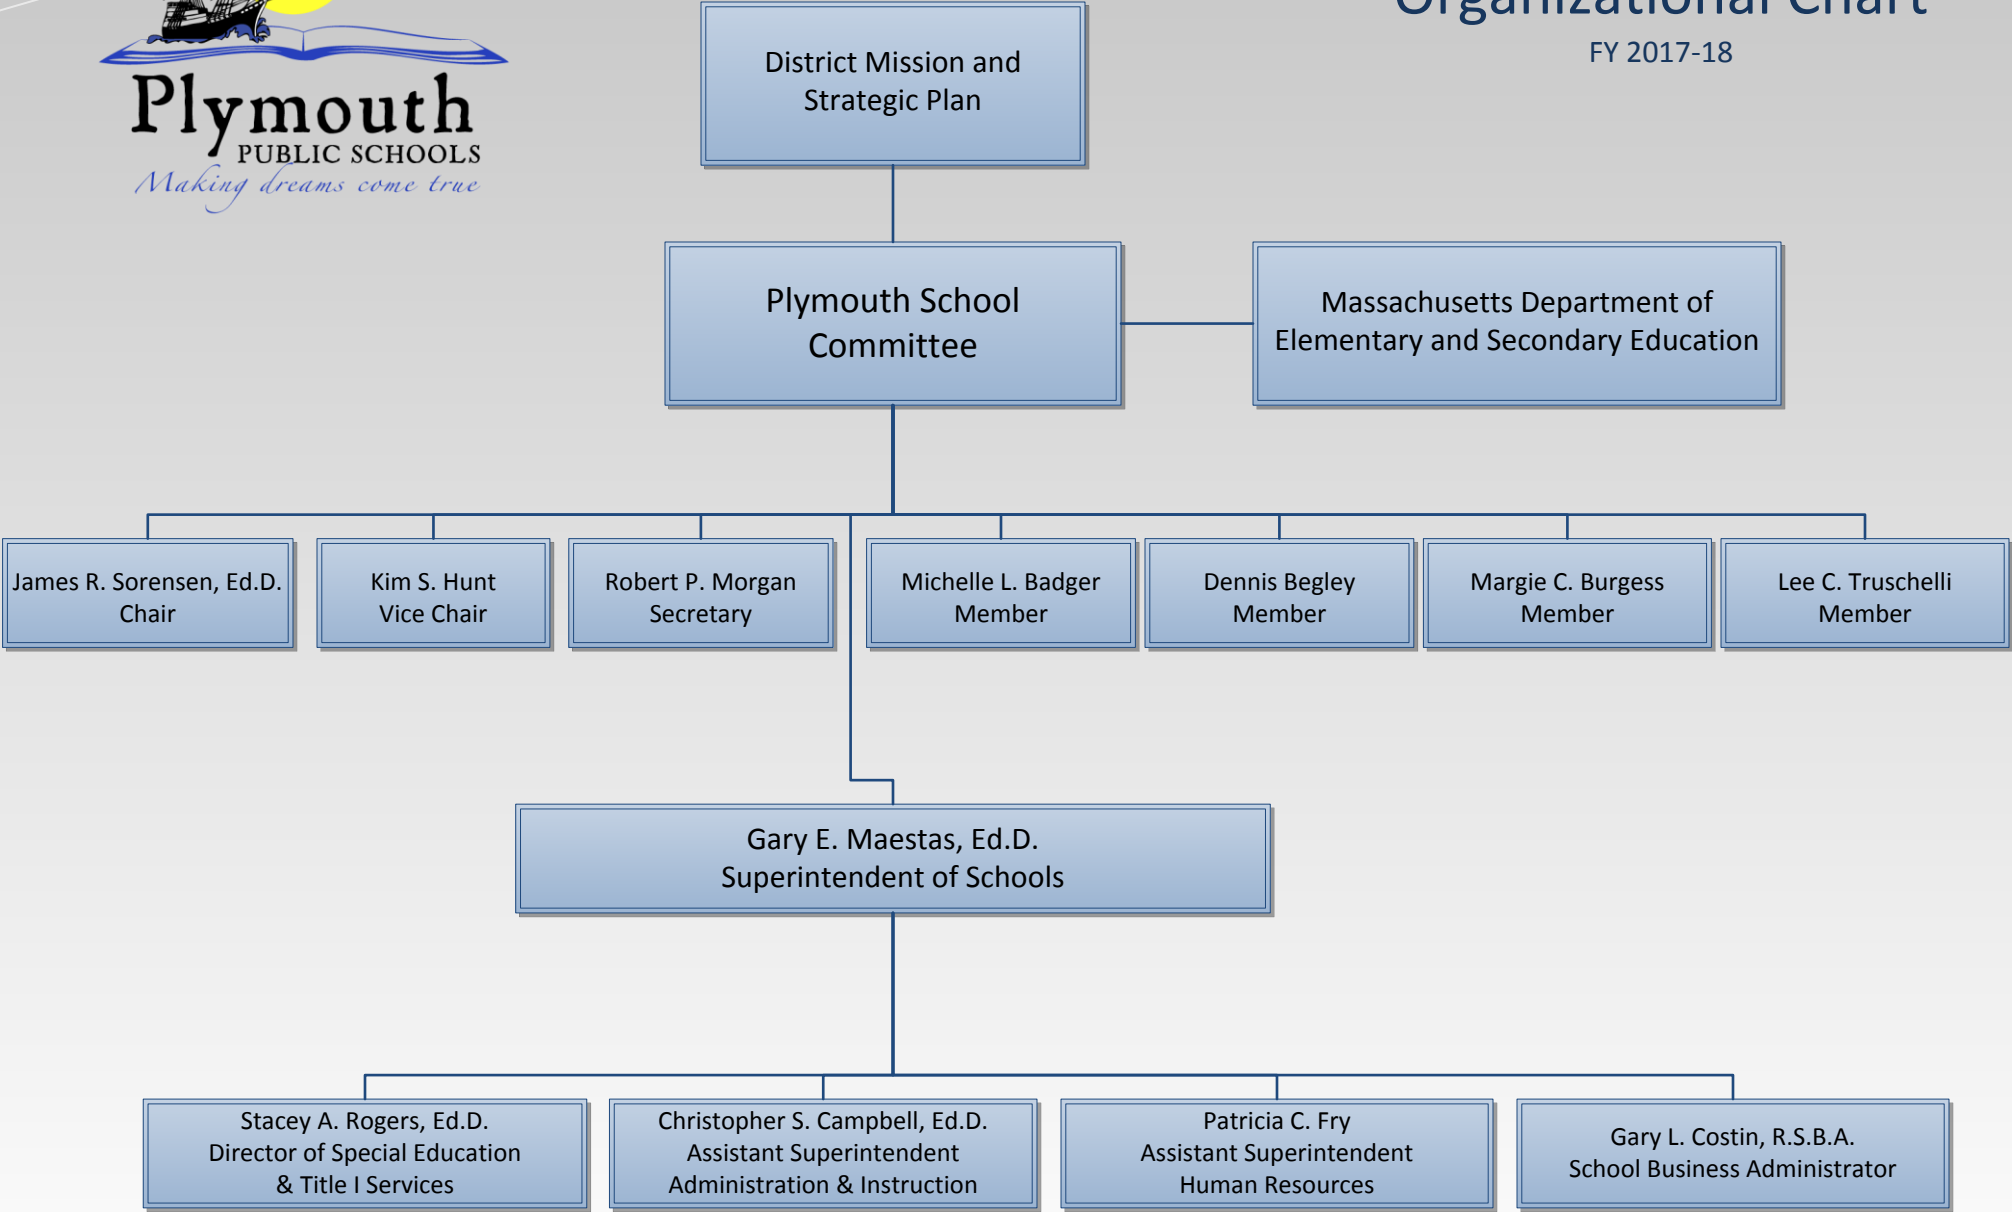 Organizational Chart
FY 2017-18
Plymouth
PUBLIC SCHOOLS
Making dreams come true
District Mission and
Strategic Plan
Plymouth School
Committee
Massachusetts Department of
Elementary and Secondary Education
James R. Sorensen, Ed.D.
Chair
Kim S. Hunt
Vice Chair
Robert P. Morgan
Secretary
Michelle L. Badger
Member
Dennis Begley
Member
Margie C. Burgess
Member
Lee C. Truschelli
Member
Gary E. Maestas, Ed.D.
Superintendent of Schools
Stacey A. Rogers, Ed.D.
Director of Special Education
& Title I Services
Christopher S. Campbell, Ed.D.
Assistant Superintendent
Administration & Instruction
Patricia C. Fry
Assistant Superintendent
Human Resources
Gary L. Costin, R.S.B.A.
School Business Administrator